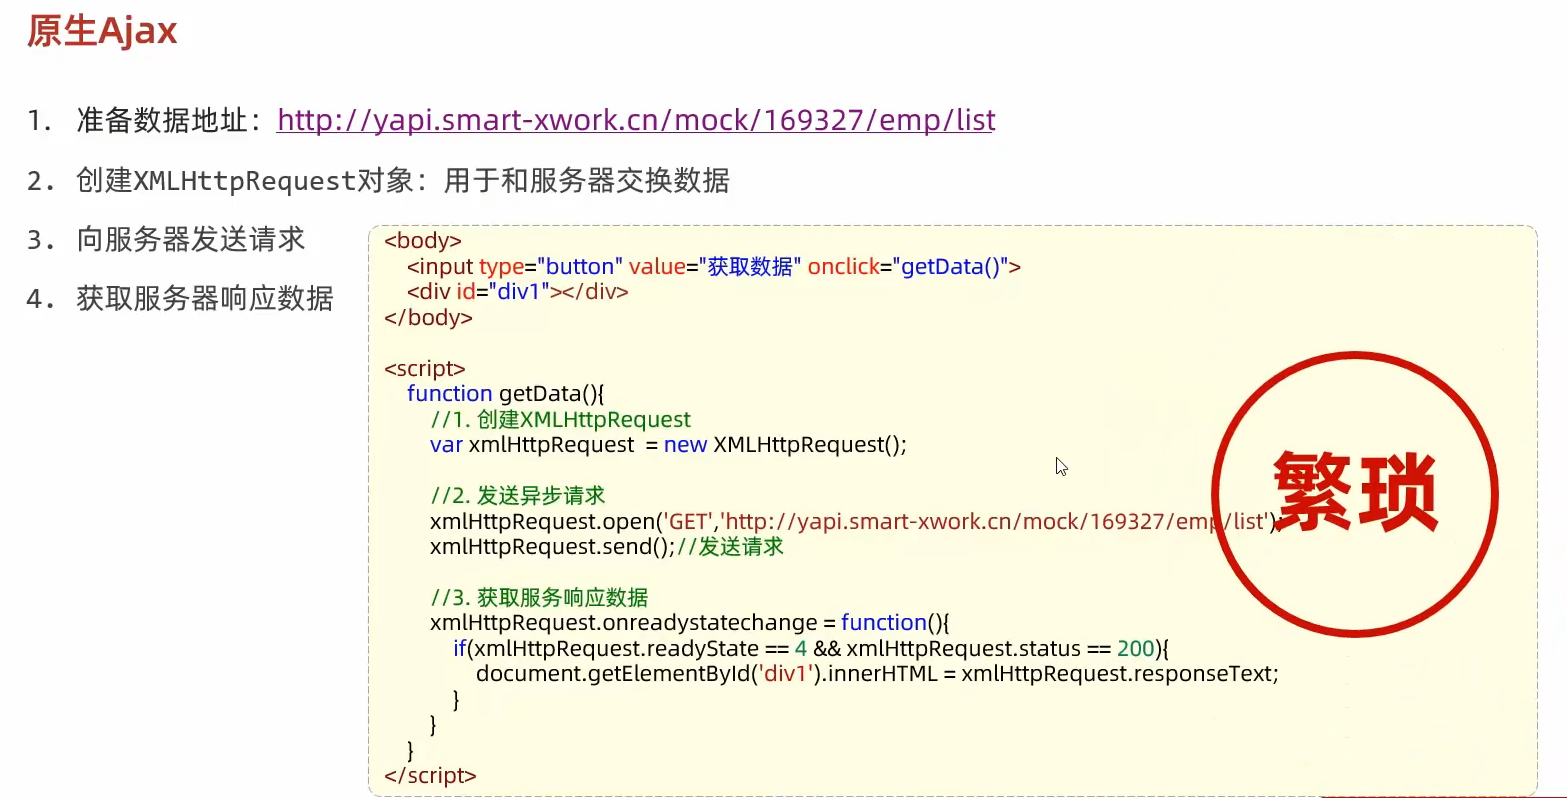 原生Ajax
1. 准备数据地址：http://yapi.smart-xwork.cn/mock/169327/emp/list
2. 创建XMLHttpRequest对象：用于和服务器交换数据
3. 向服务器发送请求
4. 获取服务器响应数据
<body>
<input type="button" value="获取数据" onclick="getData()">
<div id="div1"></div>
</body>
<script>
function getData(){
//1. 创建XMLHttpRequest
var xmlHttpRequest = new XMLHttpRequest();
//2. 发送异步请求
xmlHttpRequest.open('GET','http://yapi.smart-xwork.cn/mock/169327/emp/list');
xmlHttpRequest.send();//发送请求
//3. 获取服务响应数据
xmlHttpRequest.onreadystatechange = function(){
if(xmlHttpRequest.readyState == 4 && xmlHttpRequest.status == 200){
document.getElementById('div1').innerHTML = xmlHttpRequest.responseText;
}
}
}
</script>
繁琐